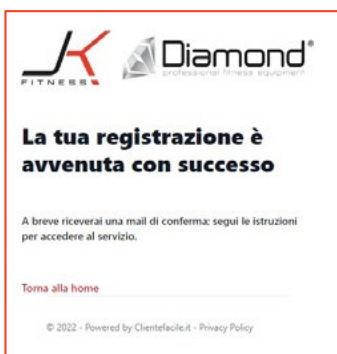 JK Diamond®
FITNESS professional fitness equipment
La tua registrazione è
avvenuta con successo
A breve riceverai una mail di conferma: segui le istruzioni
per accedere al servizio.
Torna alla home
© 2022 - Powered by Clientefacile.it - Privacy Policy